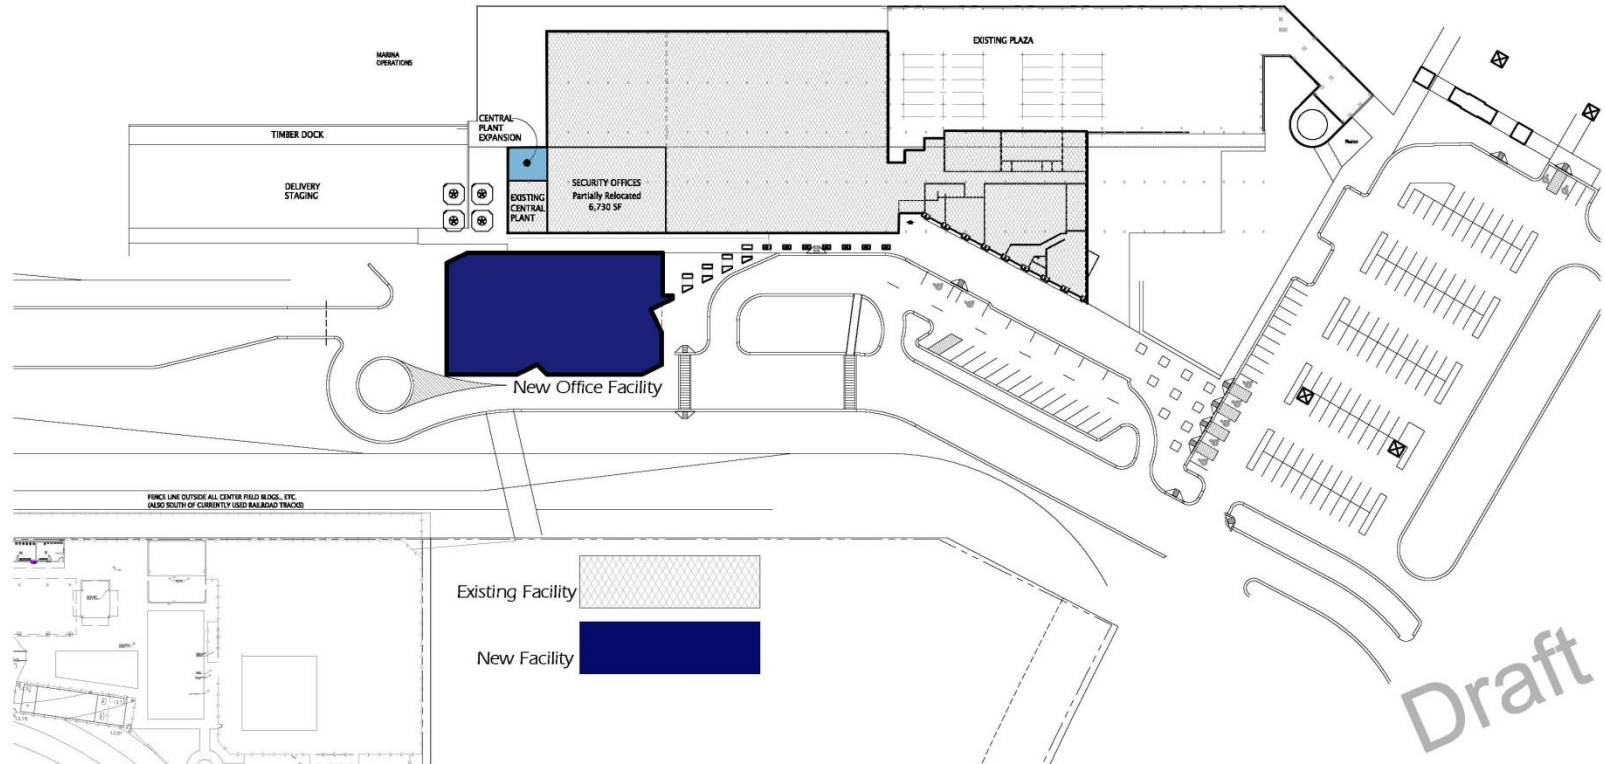 EXISTING PLAZA
MARINA
OPERATIONS
CENTRAL
PLANT
EXPANSION
TIMBER DOCK
DELIVERY
STAGING
SECURITY OFFICES
Partially Relocated
6,730 SF
EXISTING
CENTRAL
PLANT
New Office Facility
FENCE LINE OUTSIDE ALL CENTER FIELD BLDGS., ETC.
(ALSO SOUTH OF CURRENTLY USED RAILROAD TRACKS)
Existing Facility
New Facility
Draft